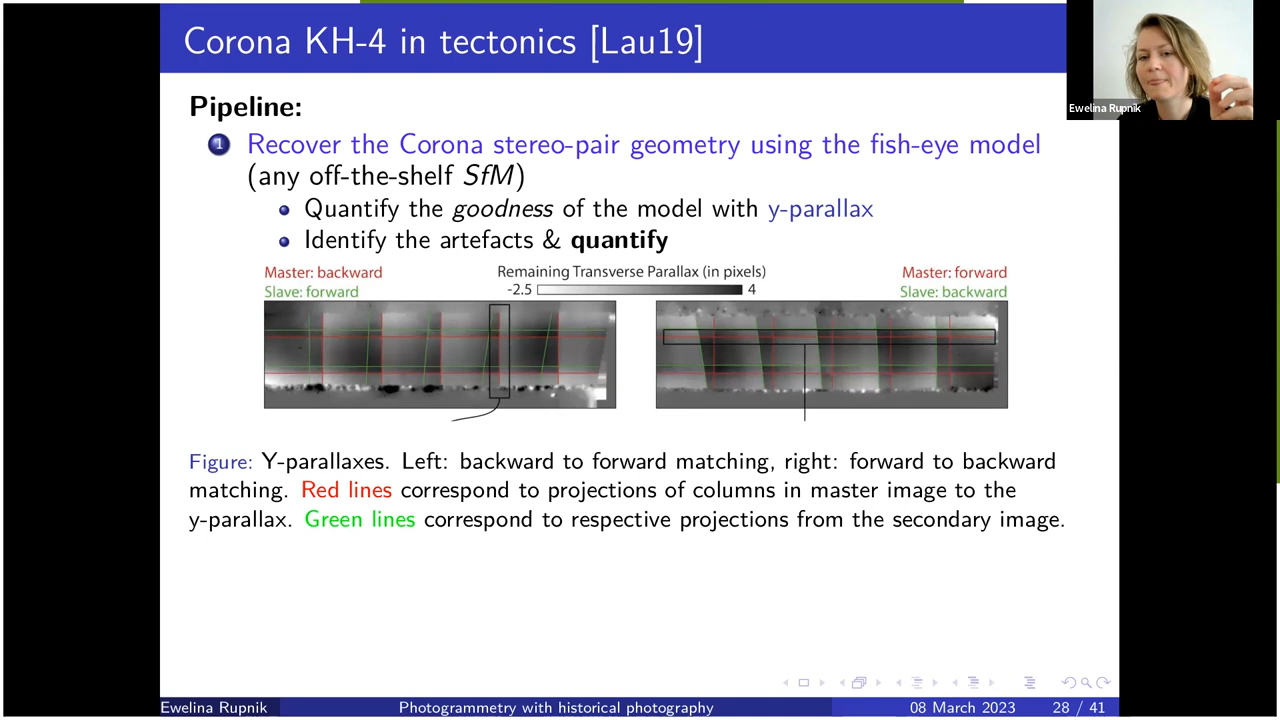 Corona KH-4 in tectonics [Lau19]
Ewelina Rupnik
Pipeline:
1 Recover the Corona stereo-pair geometry using the fish-eye model
(any off-the-shelf SfM)
Quantify the goodness of the model with y-parallax
Identify the artefacts & quantify
Master: backward
Slave: forward
Remaining Transverse Parallax (in pixels)
-2.5 4
Master: forward
Slave: backward
Figure: Y-parallaxes. Left: backward to forward matching, right: forward to backward
matching. Red lines correspond to projections of columns in master image to the
y-parallax. Green lines correspond to respective projections from the secondary image.
Ewelina Rupnik Photogrammetry with historical photography 08 March 2023 28 / 41